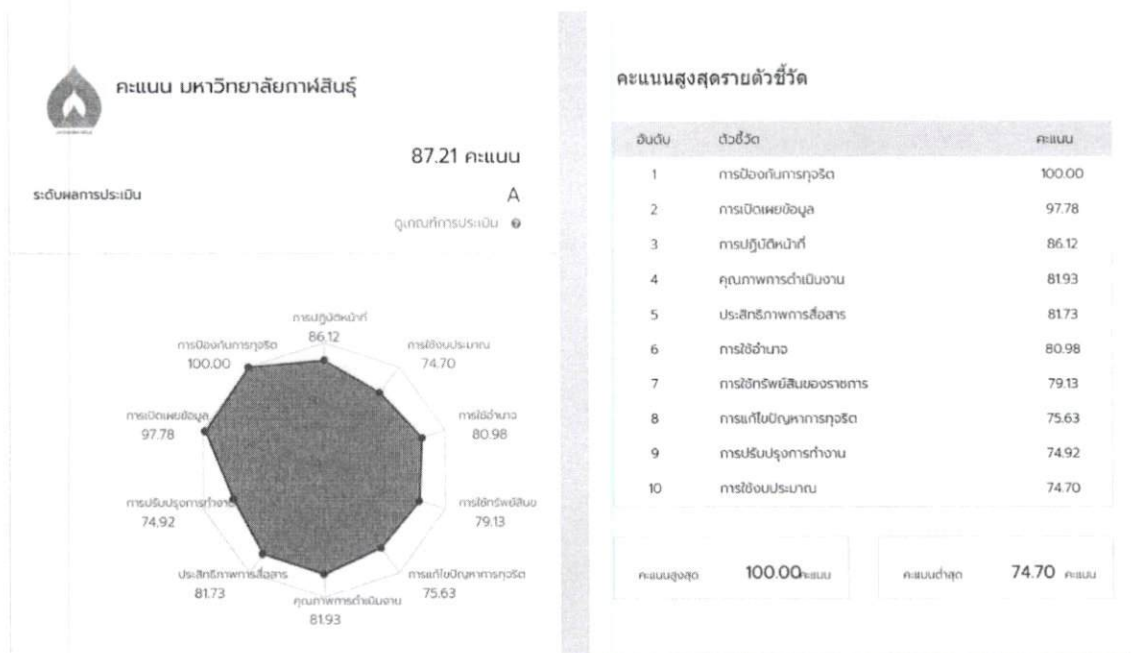 คะแนน มหาวิทยาลัยกาฬสินธุ์
87.21 คะแนน
ระดับผลการประเมิน
A
ดูเกณฑ์การประเมิน
การปฏิบัติหน้าที่
86.12
การป้องกันการทุจริต
100.00
การใช้งบประมาณ
74.70
การเปิดเผยข้อมูล
97.78
การใช้อำนาจ
80.98
การปรับปรุงการทำงาน
74.92
การใช้ทรัพย์สินข
79.13
ประสิทธิภาพการสื่อสาร
81.73
การแก้ไขปัญหาการทุจริต
75.63
คุณภาพการดำเนินงาน
81.93
คะแนนสูงสุดรายตัวชี้วัด
อันดับ ตัวชี้วัด คะแนน
1 การป้องกันการทุจริต 100.00
2 การเปิดเผยข้อมูล 97.78
3 การปฏิบัติหน้าที่ 86.12
4 คุณภาพการดำเนินงาน 81.93
5 ประสิทธิภาพการสื่อสาร 81.73
6 การใช้อำนาจ 80.98
7 การใช้ทรัพย์สินของราชการ 79.13
8 การแก้ไขปัญหาการทุจริต 75.63
9 การปรับปรุงการทำงาน 74.92
10 การใช้งบประมาณ 74.70
คะแนนสูงสุด 100.00 คะแนน
คะแนนต่ำสุด 74.70 คะแนน